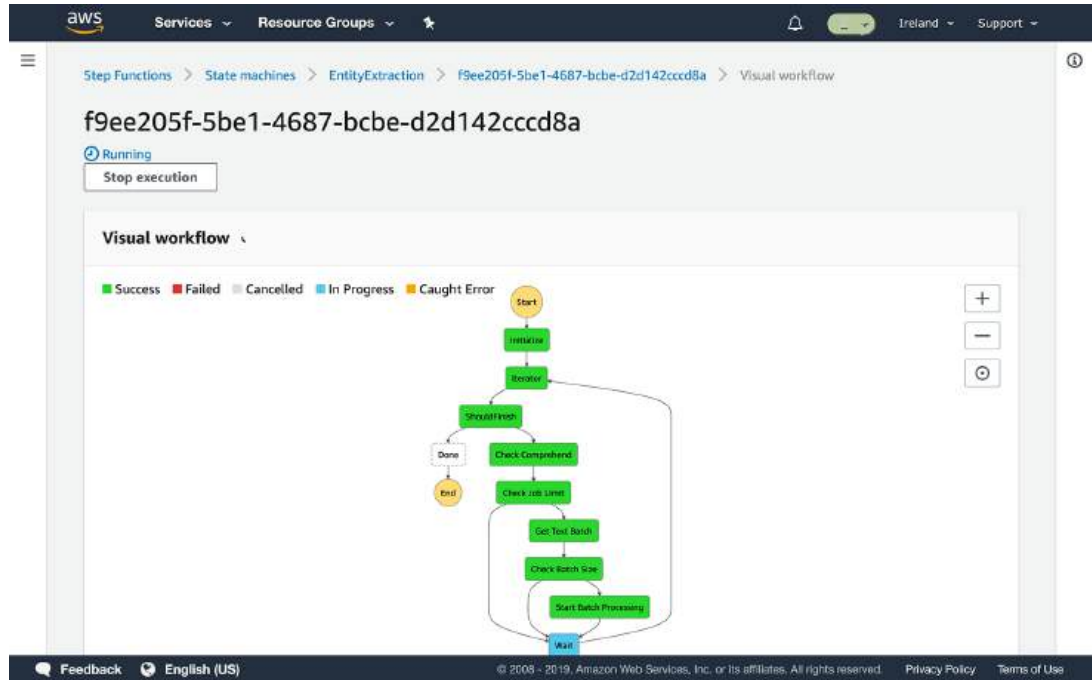 aws Services Resource Groups Ireland Support
Step Functions > State machines > EntityExtraction > f9ee205f-5be1-4687-bcbe-d2d142cccd8a > Visual workflow
f9ee205f-5be1-4687-bcbe-d2d142cccd8a
Running
Stop execution
Visual workflow
Success Failed Cancelled In Progress Caught Error
Start
Initialize
Iterator
ShouldFinish
Done Check Comprehend
End Check Job Limit
Get Text Batch
Check Batch Size
Start Batch Processing
Wait
Feedback English (US) © 2008 - 2019, Amazon Web Services, Inc. or its affiliates. All rights reserved. Privacy Policy Terms of Use